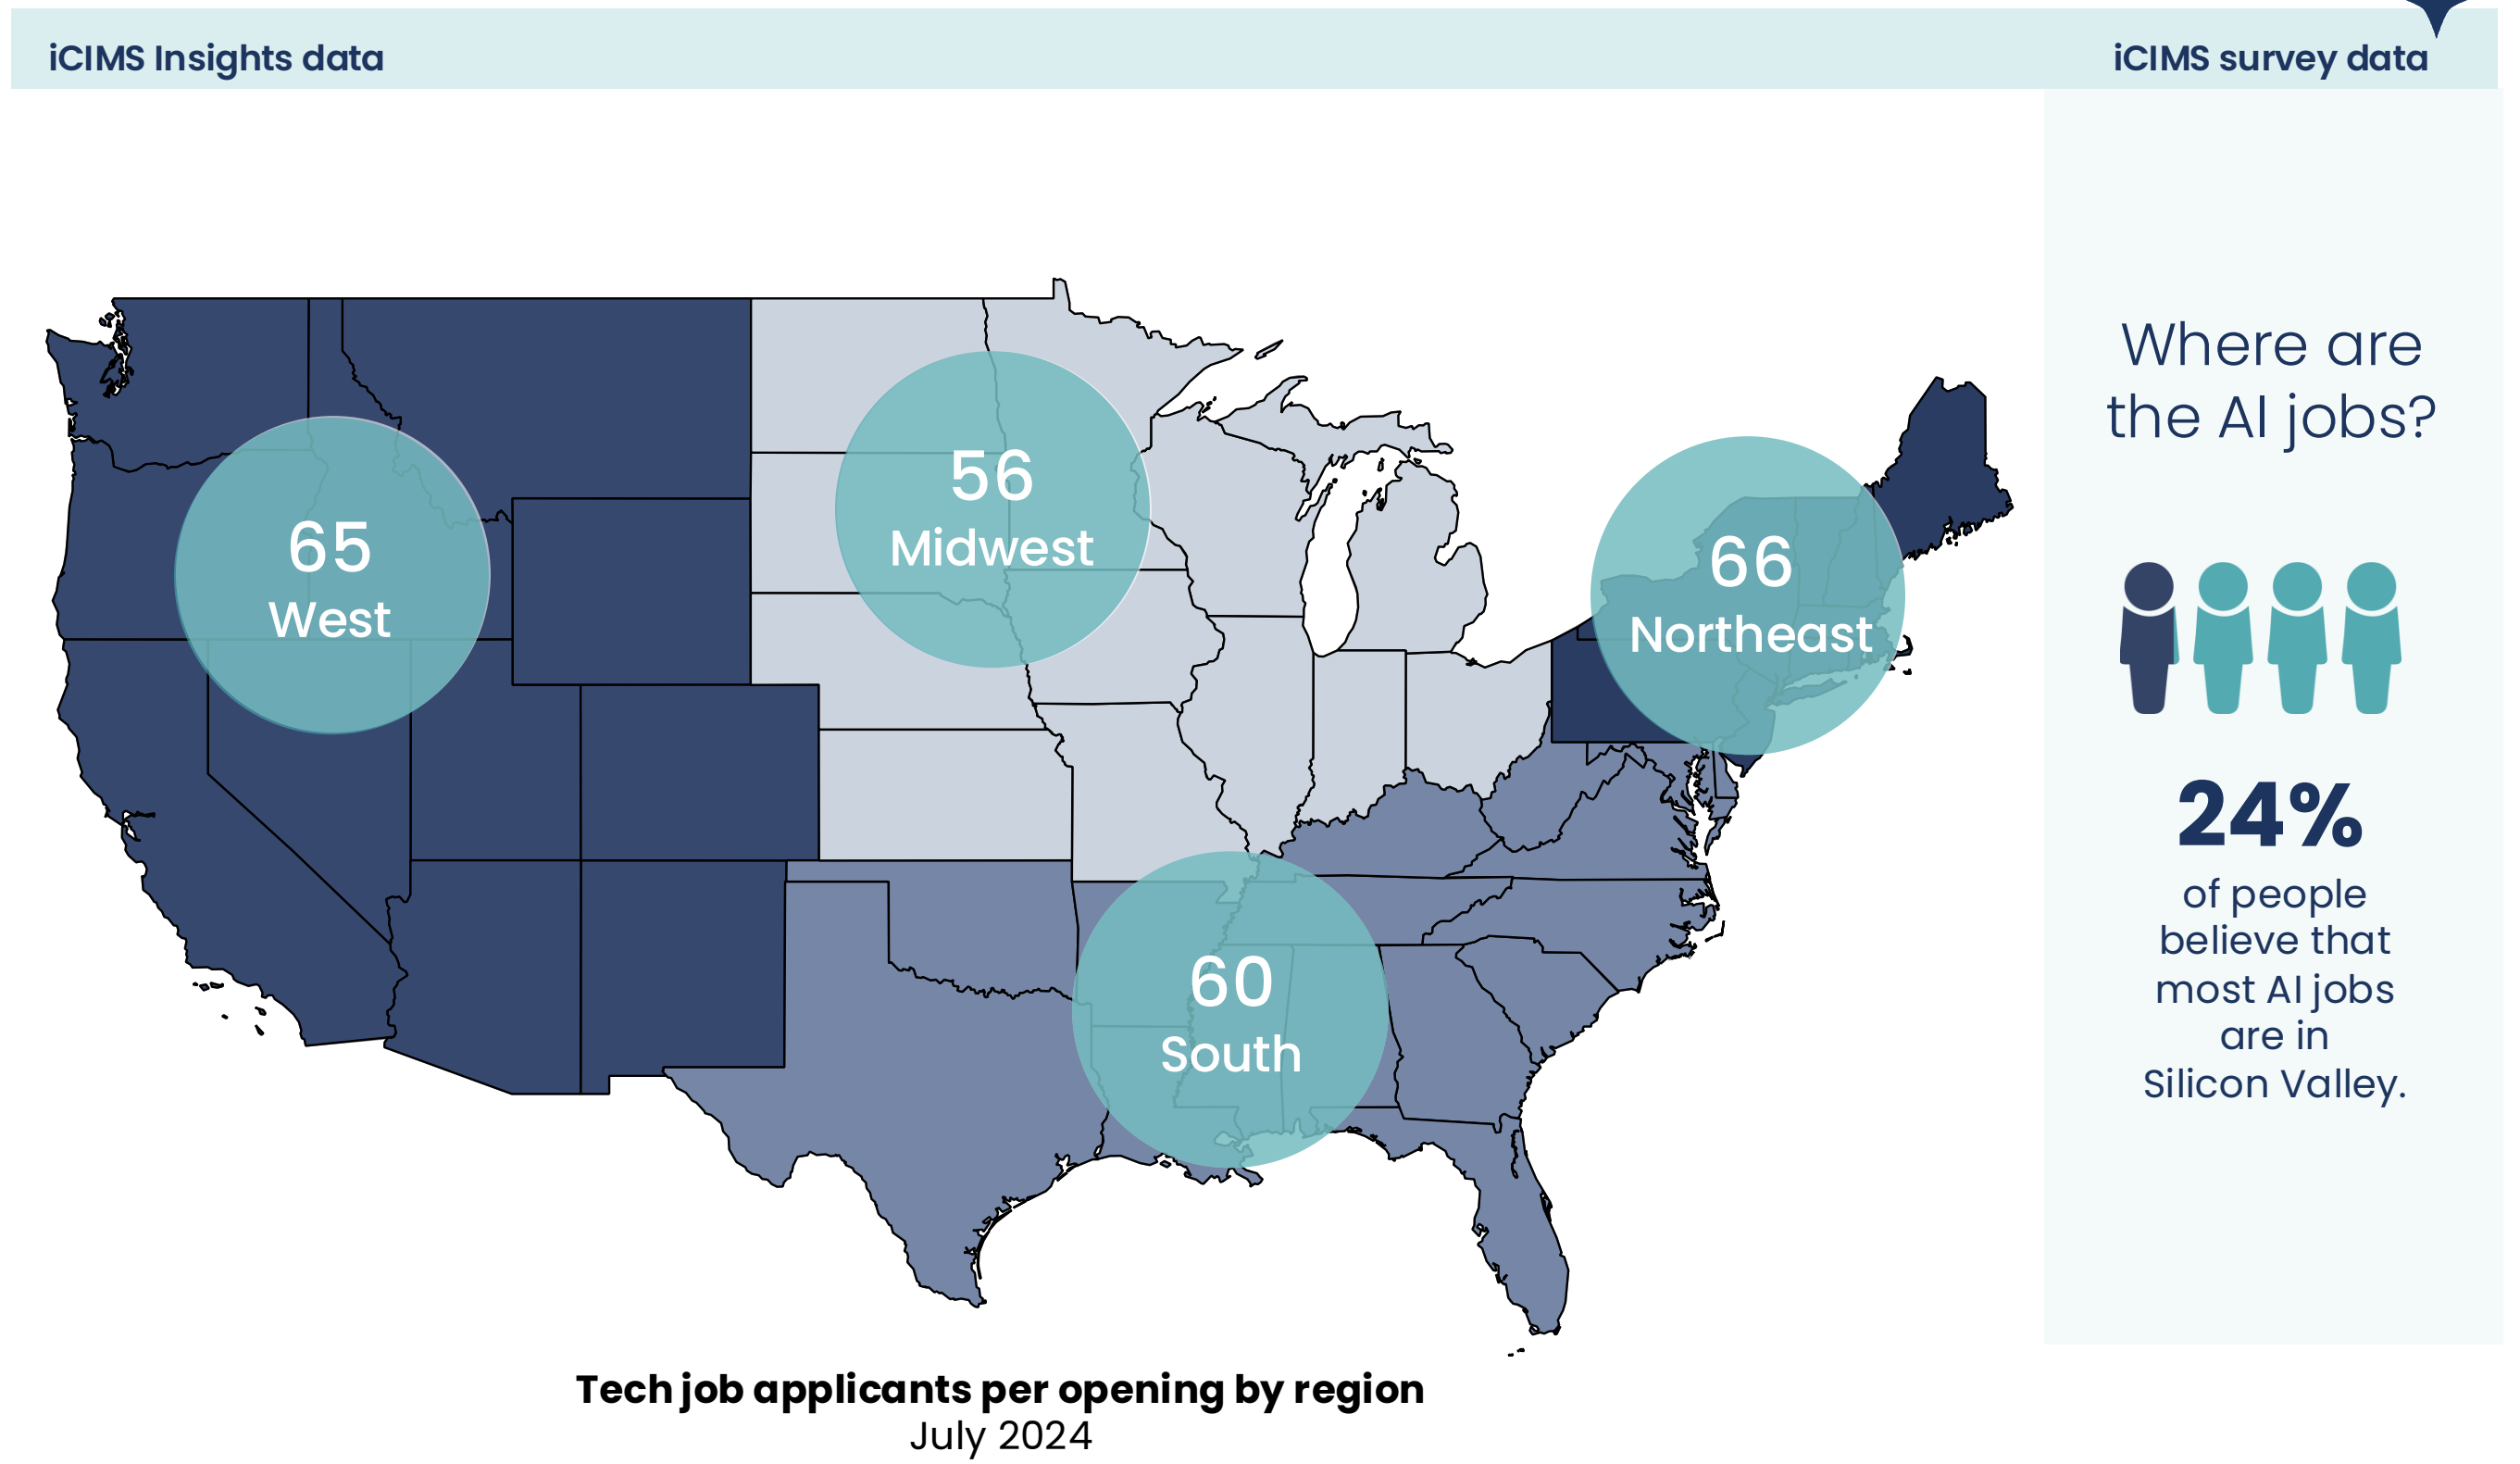 iCIMS Insights data
iCIMS survey data
65
West
56
Midwest
66
Northeast
60
South
Tech job applicants per opening by region
July 2024
Where are
the AI jobs?
24%
of people
believe that
most AI jobs
are in
Silicon Valley.